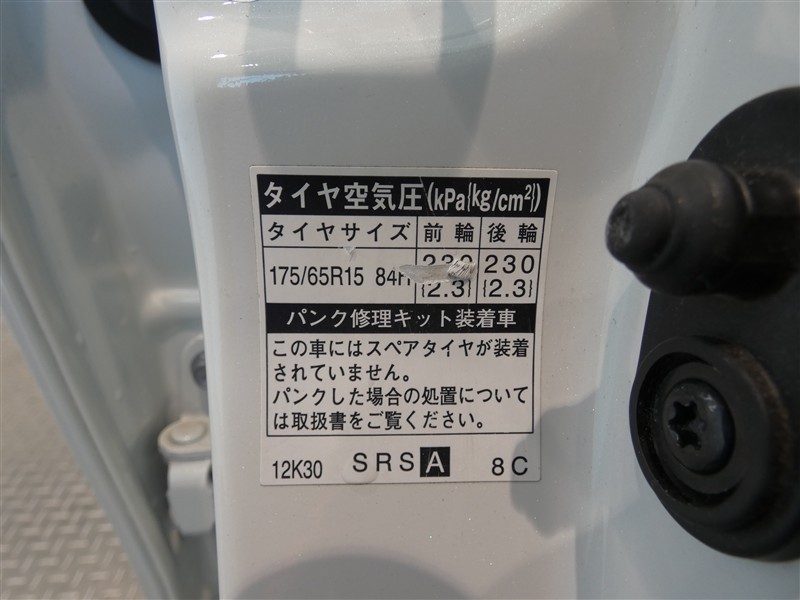 タイヤ空気圧(kPa{kg/cm²})
タイヤサイズ 前輪 後輪
175/65R15 84H 230 230
{2.3} {2.3}
パンク修理キット装着車
この車にはスペアタイヤが装着
されていません。
パンクした場合の処置について
は取扱書をご覧ください。
12K30 SRS A 8C